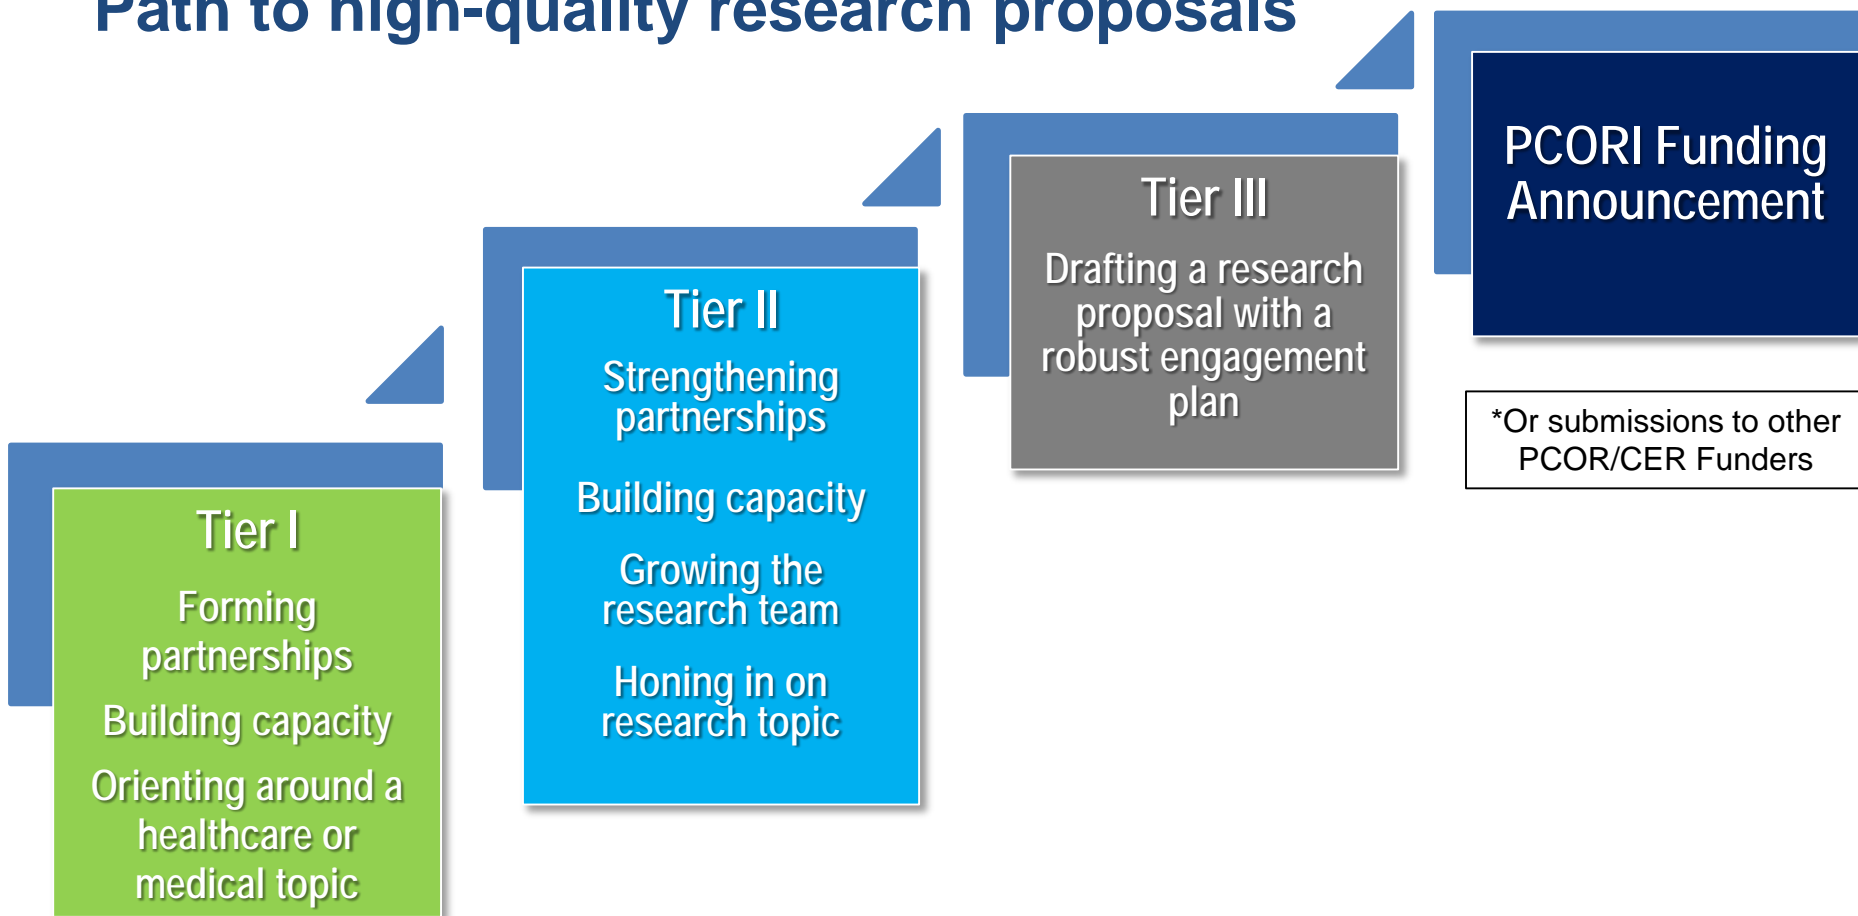 Path to high-quality research proposals
Tier I
Forming
partnerships
Building capacity
Orienting around a
healthcare or
medical topic
Tier II
Strengthening
partnerships
Building capacity
Growing the
research team
Honing in on
research topic
Tier III
Drafting a research
proposal with a
robust engagement
plan
PCORI Funding
Announcement
*Or submissions to other
PCOR/CER Funders